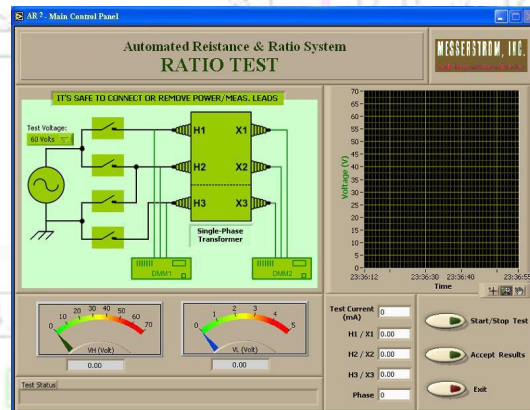 AR² - Main Control Panel
Automated Reistance & Ratio System
RATIO TEST
MESSERSTROM, INC.
IT'S SAFE TO CONNECT OR REMOVE POWER/MEAS. LEADS
Test Voltage:
60 Volts
H1 X1
H2 X2
H3 X3
Single-Phase
Transformer
DMM1
DMM2
Voltage (V)
70
65
60
55
50
45
40
35
30
25
20
15
10
5
0
23:36:12 23:36:30 23:36:40 23:36:55
Time
0 10 20 30 40 50 60 70
VH (Volt)
0.00
0 1 2 3 4 5
VL (Volt)
0.00
Test Current (mA) 0
H1 / X1 0.00
H2 / X2 0.00
H3 / X3 0.00
Phase 0
Start/Stop Test
Accept Results
Exit
Test Status